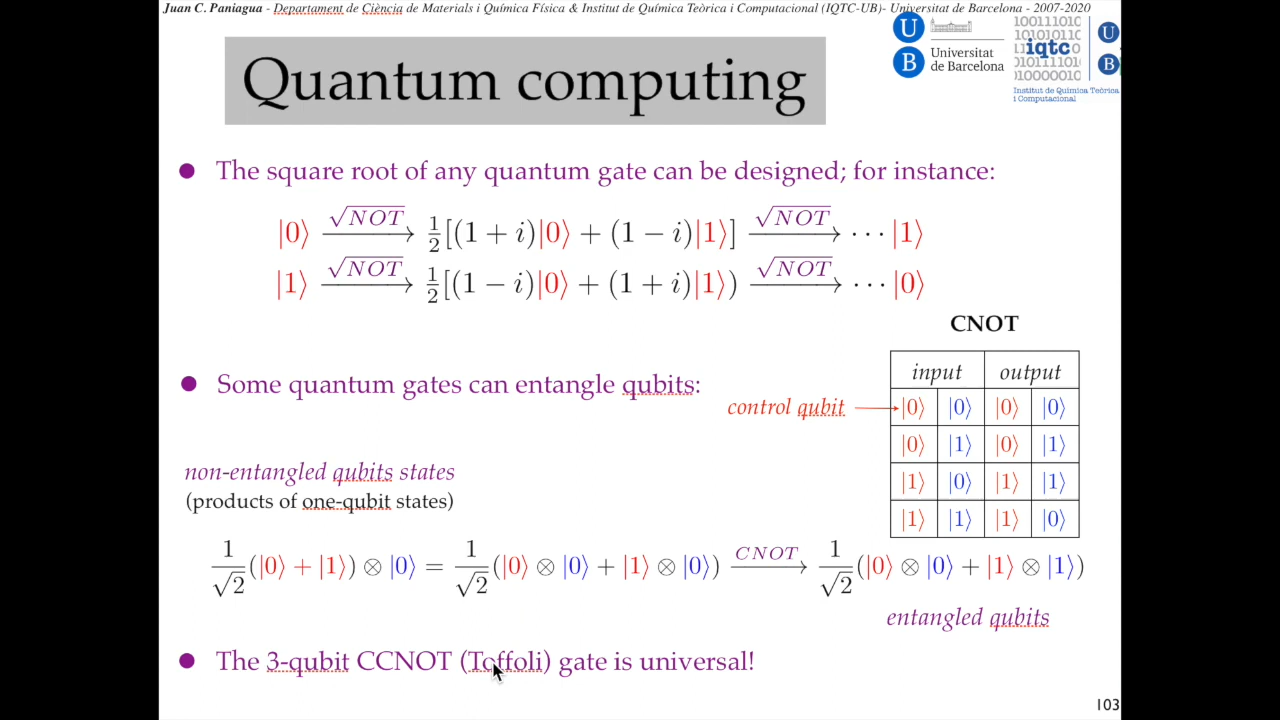 Juan C. Paniagua - Departament de Ciència de Materials i Química Física & Institut de Química Teòrica i Computacional (IQTC-UB)- Universitat de Barcelona - 2007-2020
U
B
Universitat
de Barcelona
iqtc
U
B
Institut de Química Teòrica
i Computacional
Quantum computing
● The square root of any quantum gate can be designed; for instance:
|0⟩ —√NOT→ ½[(1 + i)|0⟩ + (1 − i)|1⟩] —√NOT→ ··· |1⟩
|1⟩ —√NOT→ ½[(1 − i)|0⟩ + (1 + i)|1⟩) —√NOT→ ··· |0⟩
● Some quantum gates can entangle qubits:
CNOT
input output
control qubit → |0⟩ |0⟩ |0⟩ |0⟩
|0⟩ |1⟩ |0⟩ |1⟩
|1⟩ |0⟩ |1⟩ |1⟩
|1⟩ |1⟩ |1⟩ |0⟩
non-entangled qubits states
(products of one-qubit states)
1/√2 (|0⟩ + |1⟩) ⊗ |0⟩ = 1/√2 (|0⟩ ⊗ |0⟩ + |1⟩ ⊗ |0⟩) —CNOT→ 1/√2 (|0⟩ ⊗ |0⟩ + |1⟩ ⊗ |1⟩)
entangled qubits
● The 3-qubit CCNOT (Toffoli) gate is universal!
103